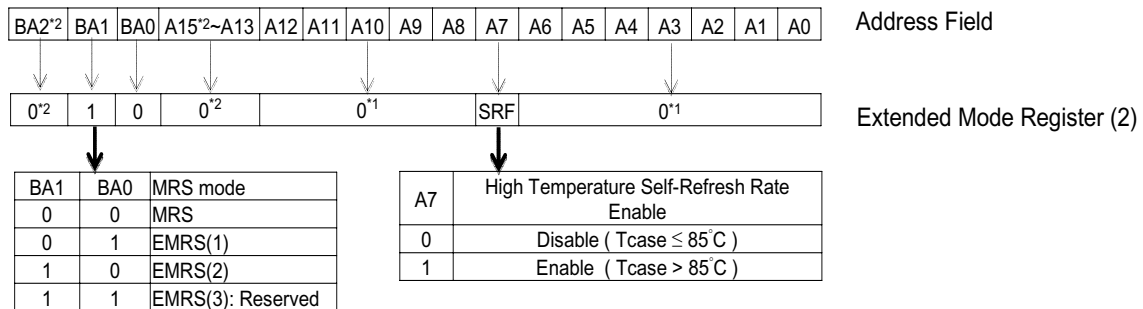 BA2*2 BA1 BA0 A15*2~A13 A12 A11 A10 A9 A8 A7 A6 A5 A4 A3 A2 A1 A0 Address Field
0*2 1 0 0*2 0*1 SRF 0*1 Extended Mode Register (2)
BA1 BA0 MRS mode
0 0 MRS
0 1 EMRS(1)
1 0 EMRS(2)
1 1 EMRS(3): Reserved
A7 High Temperature Self-Refresh Rate
Enable
0 Disable ( Tcase ≤ 85°C )
1 Enable ( Tcase > 85°C )